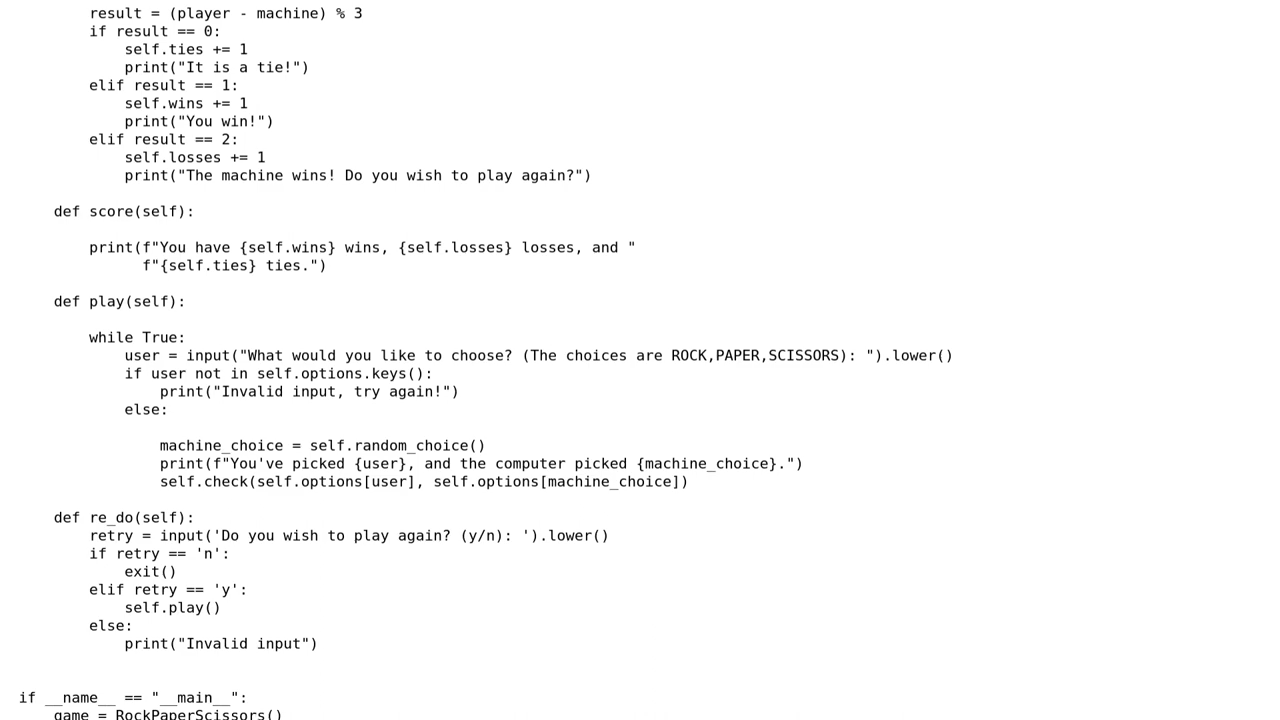 result = (player - machine) % 3
        if result == 0:
            self.ties += 1
            print("It is a tie!")
        elif result == 1:
            self.wins += 1
            print("You win!")
        elif result == 2:
            self.losses += 1
            print("The machine wins! Do you wish to play again?")

    def score(self):

        print(f"You have {self.wins} wins, {self.losses} losses, and "
              f"{self.ties} ties.")

    def play(self):

        while True:
            user = input("What would you like to choose? (The choices are ROCK,PAPER,SCISSORS): ").lower()
            if user not in self.options.keys():
                print("Invalid input, try again!")
            else:

                machine_choice = self.random_choice()
                print(f"You've picked {user}, and the computer picked {machine_choice}.")
                self.check(self.options[user], self.options[machine_choice])

    def re_do(self):
        retry = input('Do you wish to play again? (y/n): ').lower()
        if retry == 'n':
            exit()
        elif retry == 'y':
            self.play()
        else:
            print("Invalid input")


if __name__ == "__main__":
    game = RockPaperScissors()